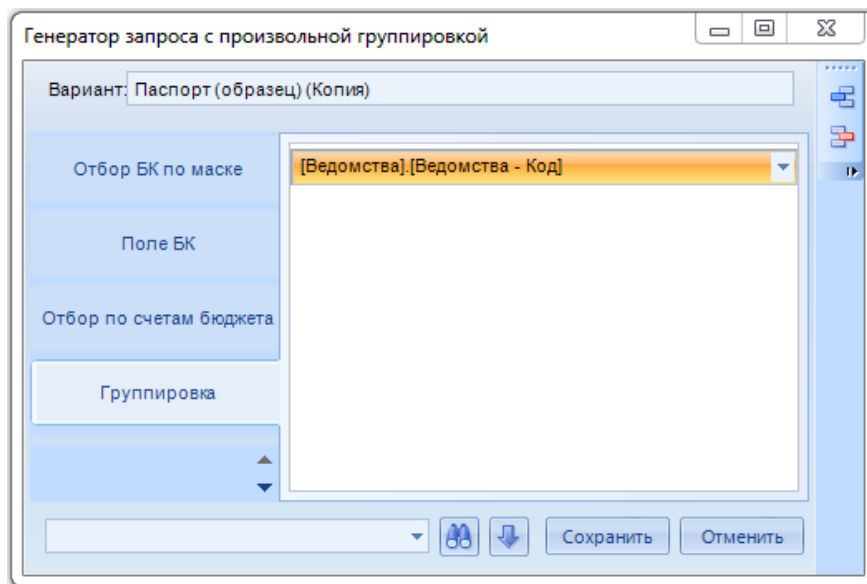 Генератор запроса с произвольной группировкой
Вариант: Паспорт (образец) (Копия)
Отбор БК по маске
[Ведомства].[Ведомства - Код]
Поле БК
Отбор по счетам бюджета
Группировка
Сохранить
Отменить